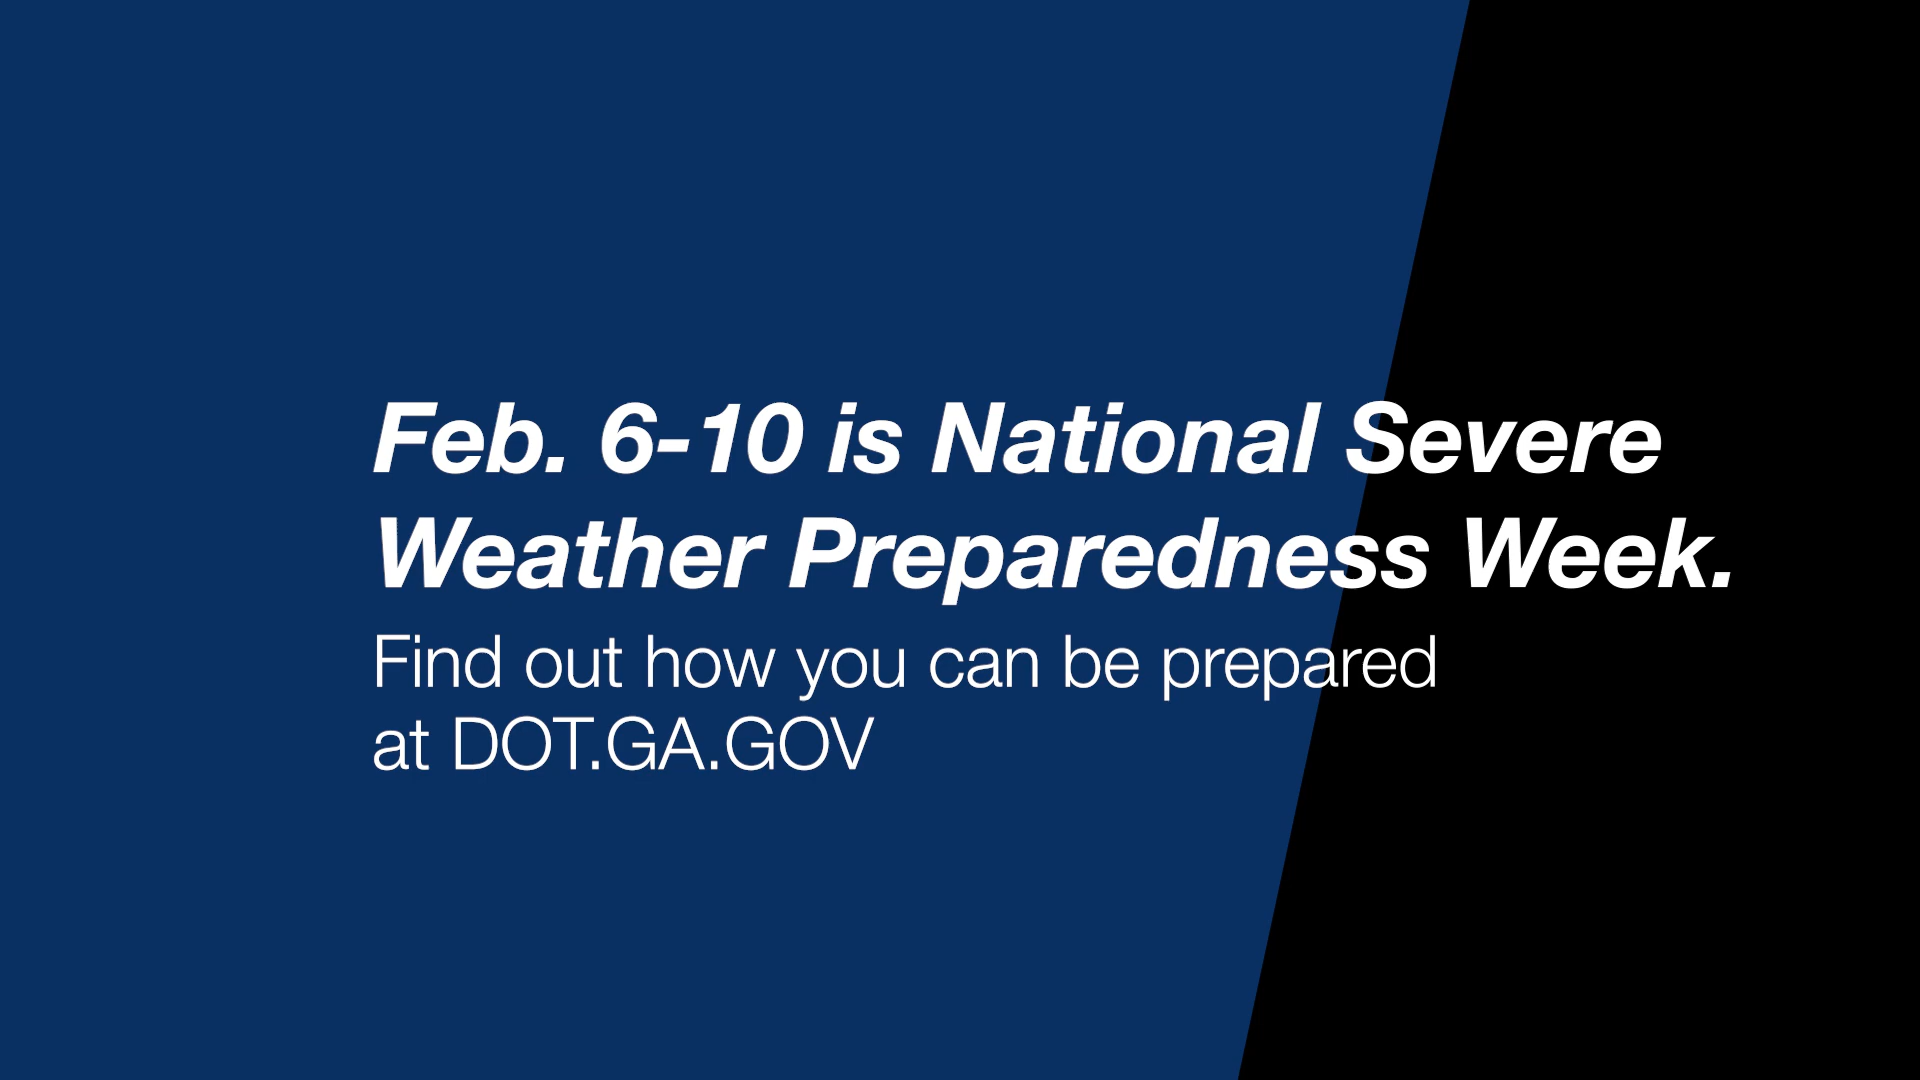 Feb. 6-10 is National Severe
Weather Preparedness Week.
Find out how you can be prepared
at DOT.GA.GOV